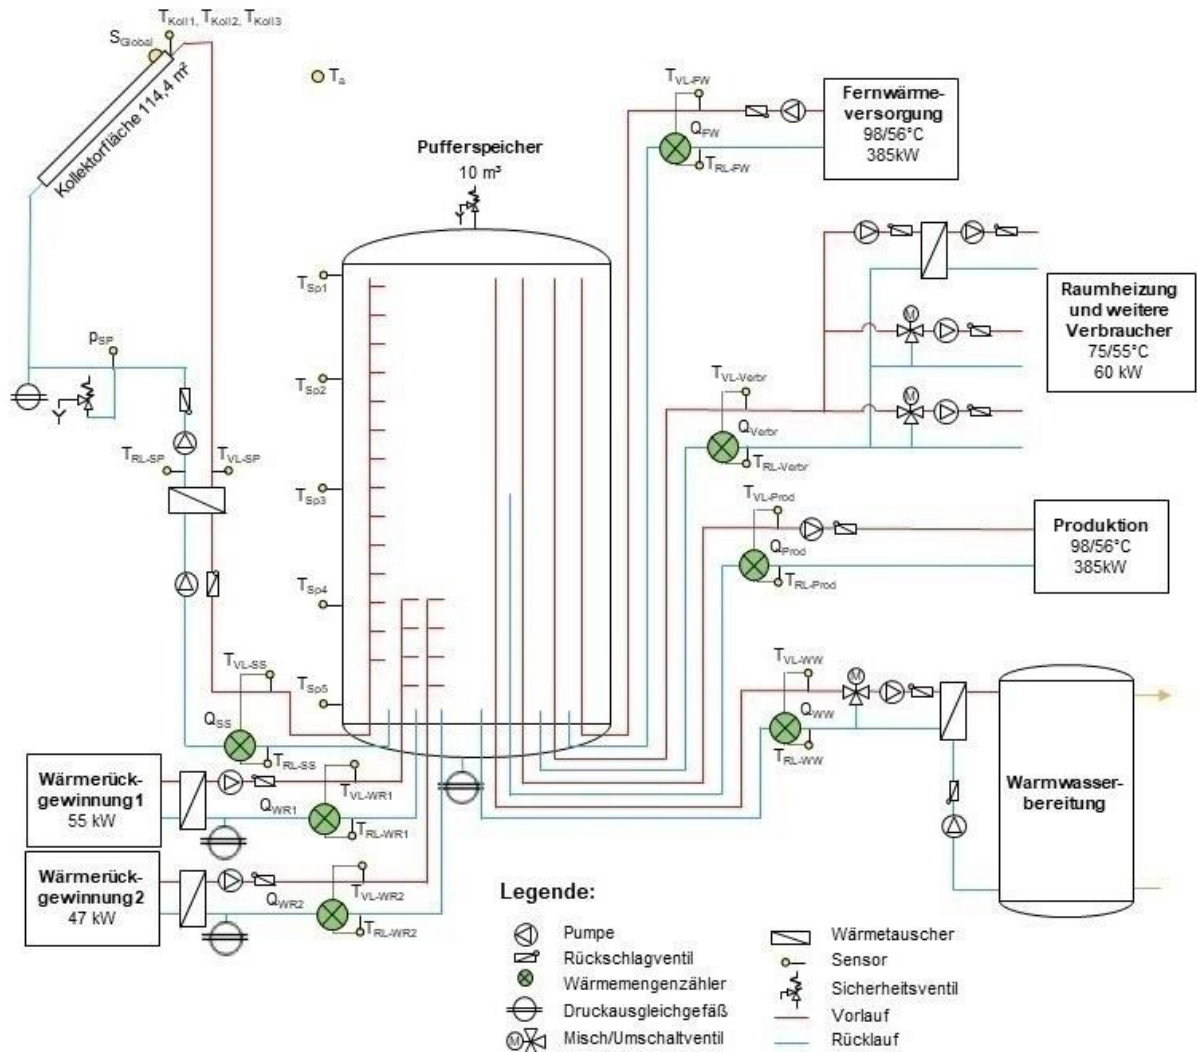 T_Koll1, T_Koll2, T_Koll3
S_Global
Kollektorfläche 114,4 m²
T_a
Pufferspeicher
10 m³
T_VL-FW
Q_FW
T_RL-FW
Fernwärme-
versorgung
98/56°C
385kW
T_Sp1
T_Sp2
T_Sp3
T_Sp4
T_Sp5
p_SP
T_RL-SP
T_VL-SP
T_VL-Verbr
Q_Verbr
T_RL-Verbr
M
M
Raumheizung
und weitere
Verbraucher
75/55°C
60 kW
T_VL-Prod
Q_Prod
T_RL-Prod
Produktion
98/56°C
385kW
T_VL-SS
Q_SS
T_RL-SS
T_VL-WW
Q_WW
T_RL-WW
M
Warmwasser-
bereitung
Wärmerück-
gewinnung 1
55 kW
Q_WR1
T_VL-WR1
T_RL-WR1
Wärmerück-
gewinnung 2
47 kW
Q_WR2
T_VL-WR2
T_RL-WR2
Legende:
Pumpe
Rückschlagventil
Wärmemengenzähler
Druckausgleichgefäß
M
Misch/Umschaltventil
Wärmetauscher
Sensor
Sicherheitsventil
Vorlauf
Rücklauf